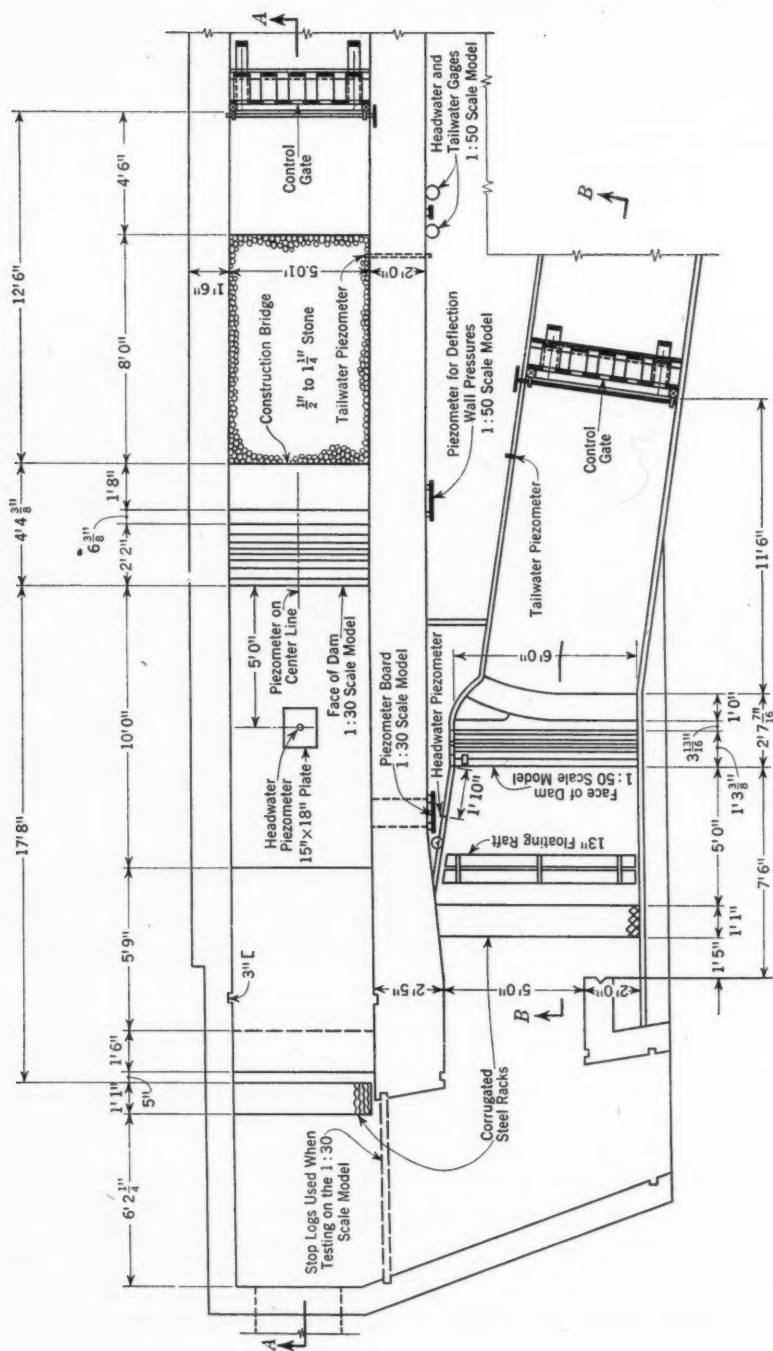 A
17'8"
4'4 3/8"
12'6"
6'2 1/4"
1'1"
5"
1'6"
5'9"
10'0"
2'2"
6 3/8"
1'8"
8'0"
4'6"
1'6"
5.01'
2'0"
A
Stop Logs Used When
Testing on the 1:30
Scale Model
3" [
5'0"
Headwater
Piezometer
15"×18" Plate
Piezometer on
Center Line
Face of Dam
1:30 Scale Model
Construction Bridge
1/2" to 1 1/4" Stone
Tailwater Piezometer
Control
Gate
Headwater and
Tailwater Gages
1:50 Scale Model
Piezometer for Deflection
Wall Pressures
1:50 Scale Model
Piezometer Board
1:30 Scale Model
Headwater Piezometer
1'10"
2'5"
5'0"
2'0"
B
Corrugated
Steel Racks
13" Floating Raft
Face of Dam
1:50 Scale Model
6'0"
Tailwater Piezometer
Control
Gate
B
1'5"
1'1"
5'0"
1'3 3/8"
3 13/16"
1'0"
7'6"
2'7 7/16"
11'6"